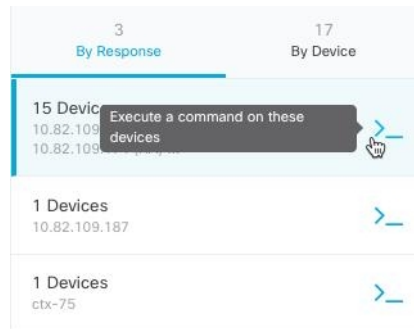 3
By Response
17
By Device
15
Execute a command on these
devices
10.82.109
10.82.109
1 Devices
10.82.109.187
>_
1 Devices
ctx-75
>_